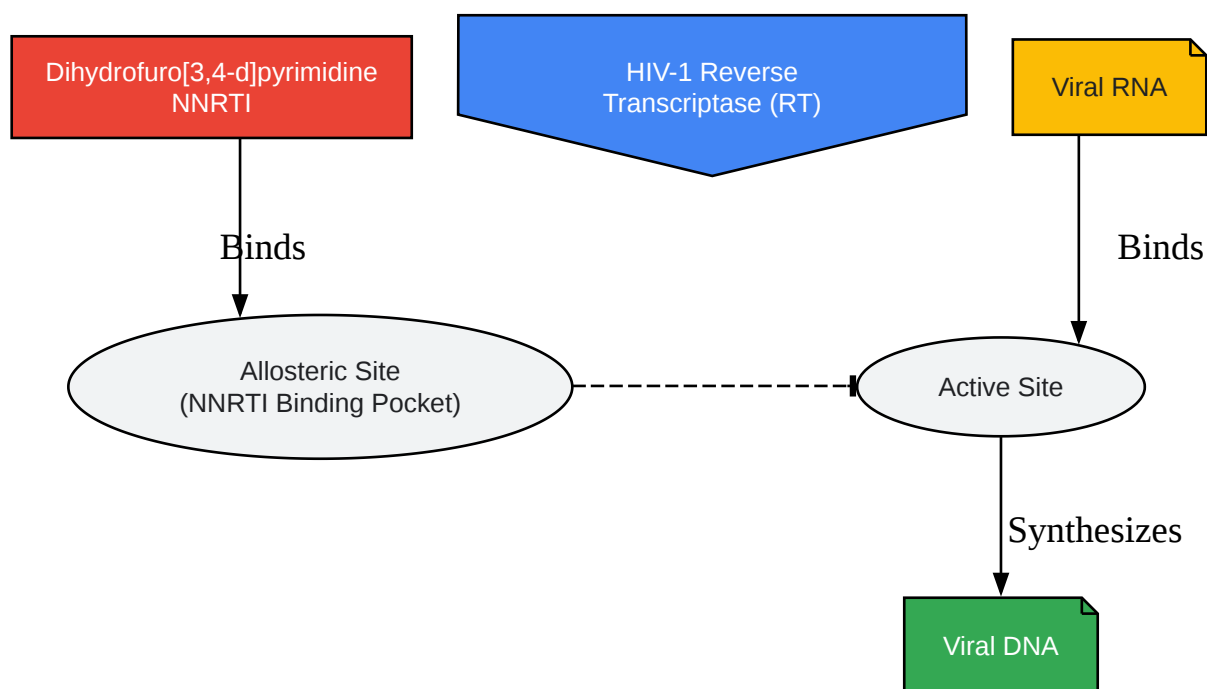 Dihydrofuro[3,4-d]pyrimidine
NNRTI
HIV-1 Reverse
Transcriptase (RT)
Viral RNA
Binds
Binds
Allosteric Site
(NNRTI Binding Pocket)
Active Site
Synthesizes
Viral DNA